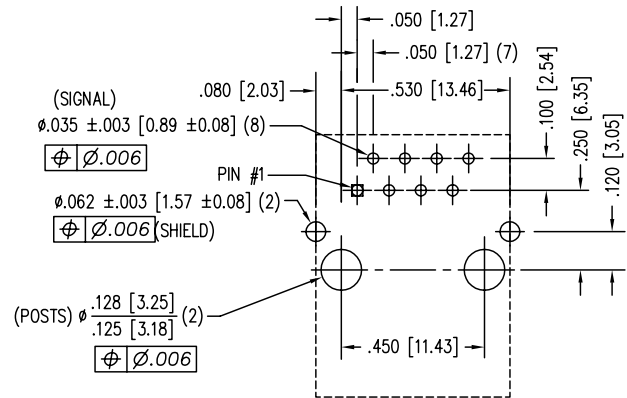 .050 [1.27]
.050 [1.27] (7)
.080 [2.03]
.530 [13.46]
.100 [2.54]
.250 [6.35]
.120 [3.05]
(SIGNAL)
ø.035 ±.003 [0.89 ±0.08] (8)
⌖ Ø.006
PIN #1
ø.062 ±.003 [1.57 ±0.08] (2)
⌖ Ø.006 (SHIELD)
(POSTS) ø .128 [3.25] (2)
.125 [3.18]
⌖ Ø.006
.450 [11.43]